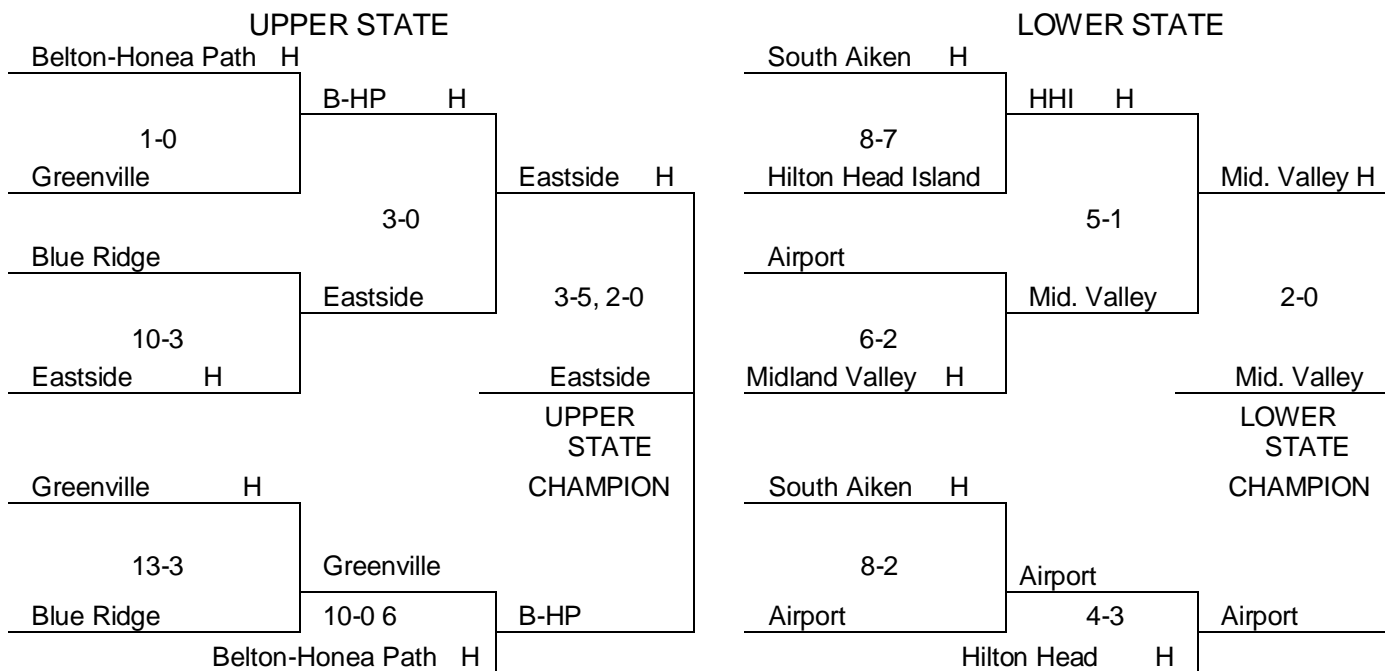 UPPER STATE
Belton-Honea Path H
B-HP H
1-0
Greenville
Eastside H
3-0
Blue Ridge
Eastside
3-5, 2-0
10-3
Eastside H
Eastside
UPPER
STATE
CHAMPION
Greenville H
13-3
Greenville
Blue Ridge
10-0 6
B-HP
Belton-Honea Path H
LOWER STATE
South Aiken H
HHI H
8-7
Hilton Head Island
Mid. Valley H
5-1
Airport
Mid. Valley
2-0
6-2
Midland Valley H
Mid. Valley
LOWER
STATE
CHAMPION
South Aiken H
8-2
Airport
Airport
4-3
Airport
Hilton Head H